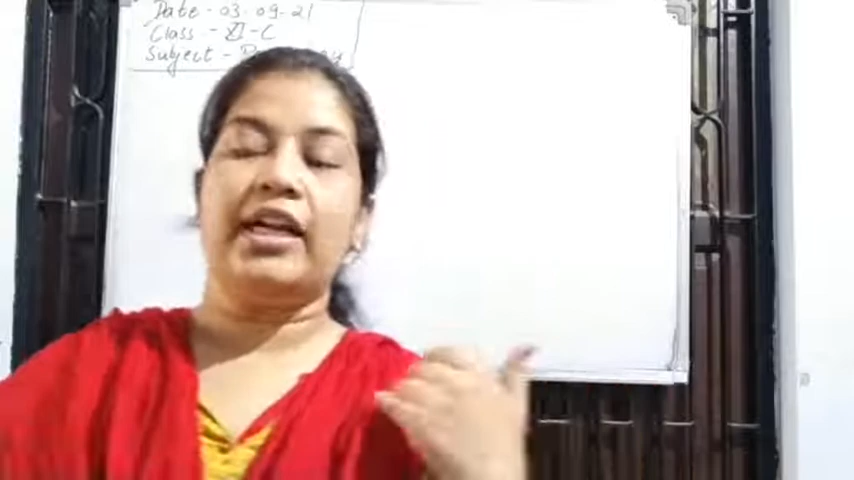 Date - 03-09-21
Class - XI - C
Subject -